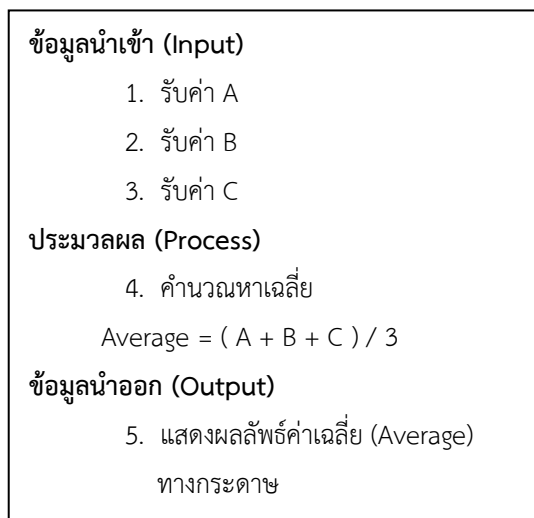 ข้อมูลนำเข้า (Input)
1. รับค่า A
2. รับค่า B
3. รับค่า C
ประมวลผล (Process)
4. คำนวณหาเฉลี่ย
Average = ( A + B + C ) / 3
ข้อมูลนำออก (Output)
5. แสดงผลลัพธ์ค่าเฉลี่ย (Average)
ทางกระดาษ